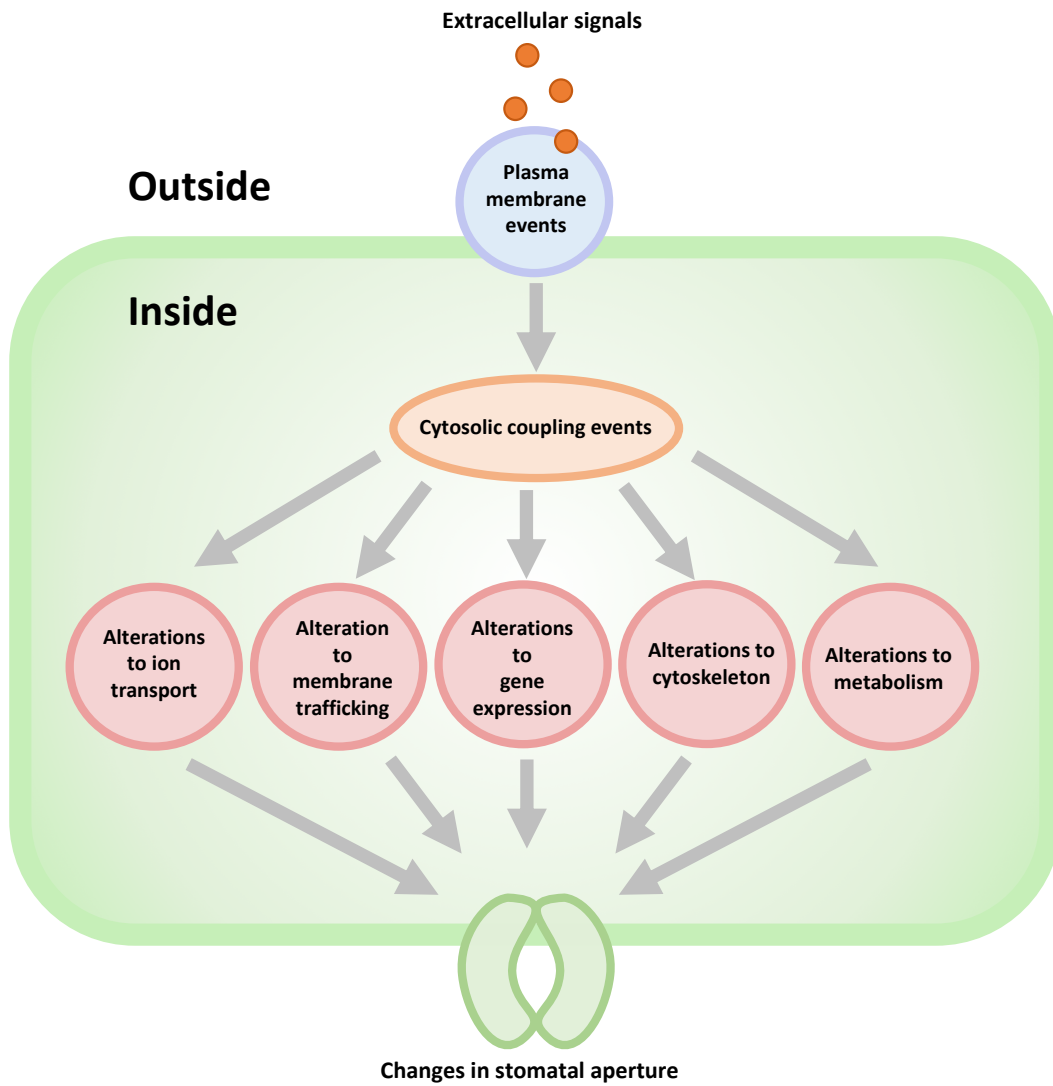 Extracellular signals
Plasma
membrane
events
Outside
Inside
Cytosolic coupling events
Alterations
to ion
transport
Alteration
to
membrane
trafficking
Alterations
to
gene
expression
Alterations to
cytoskeleton
Alterations to
metabolism
Changes in stomatal aperture